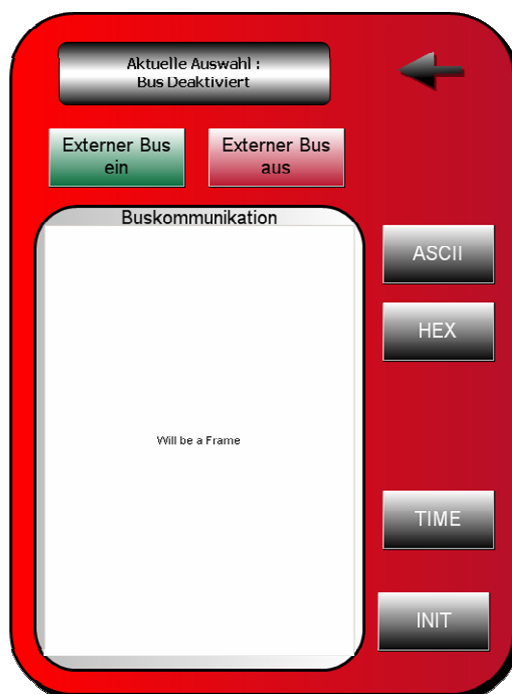 Aktuelle Auswahl :
Bus Deaktiviert
Externer Bus
ein
Externer Bus
aus
Buskommunikation
ASCII
HEX
Will be a Frame
TIME
INIT